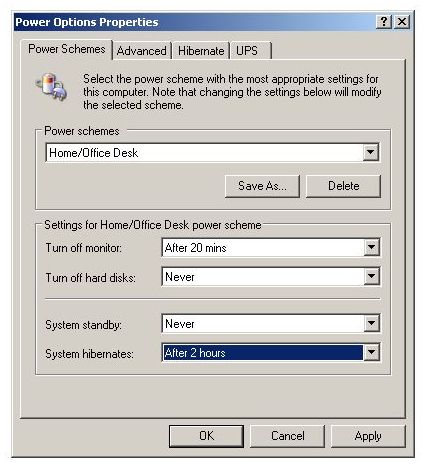 Power Options Properties
Power Schemes Advanced Hibernate UPS
Select the power scheme with the most appropriate settings for
this computer. Note that changing the settings below will modify
the selected scheme.
Power schemes
Home/Office Desk
Save As... Delete
Settings for Home/Office Desk power scheme
Turn off monitor: After 20 mins
Turn off hard disks: Never
System standby: Never
System hibernates: After 2 hours
OK Cancel Apply